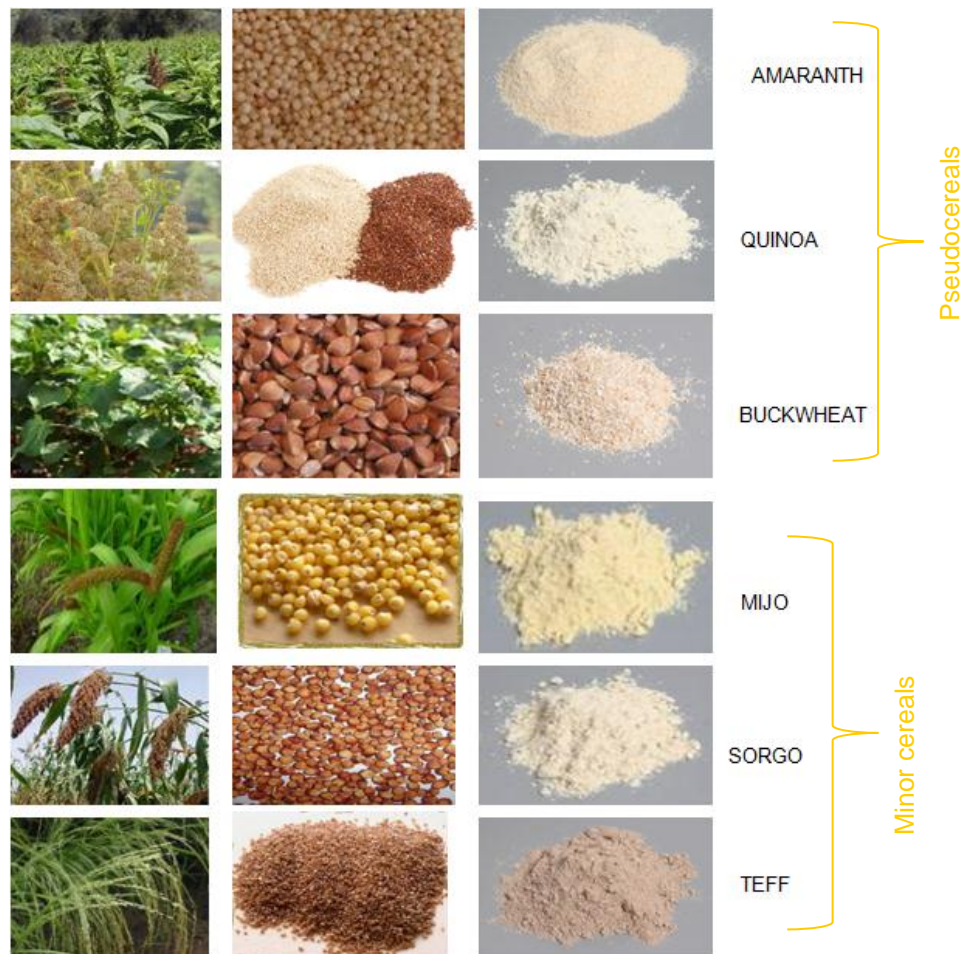 AMARANTH
QUINOA
BUCKWHEAT
Pseudocereals
MIJO
SORGO
TEFF
Minor cereals